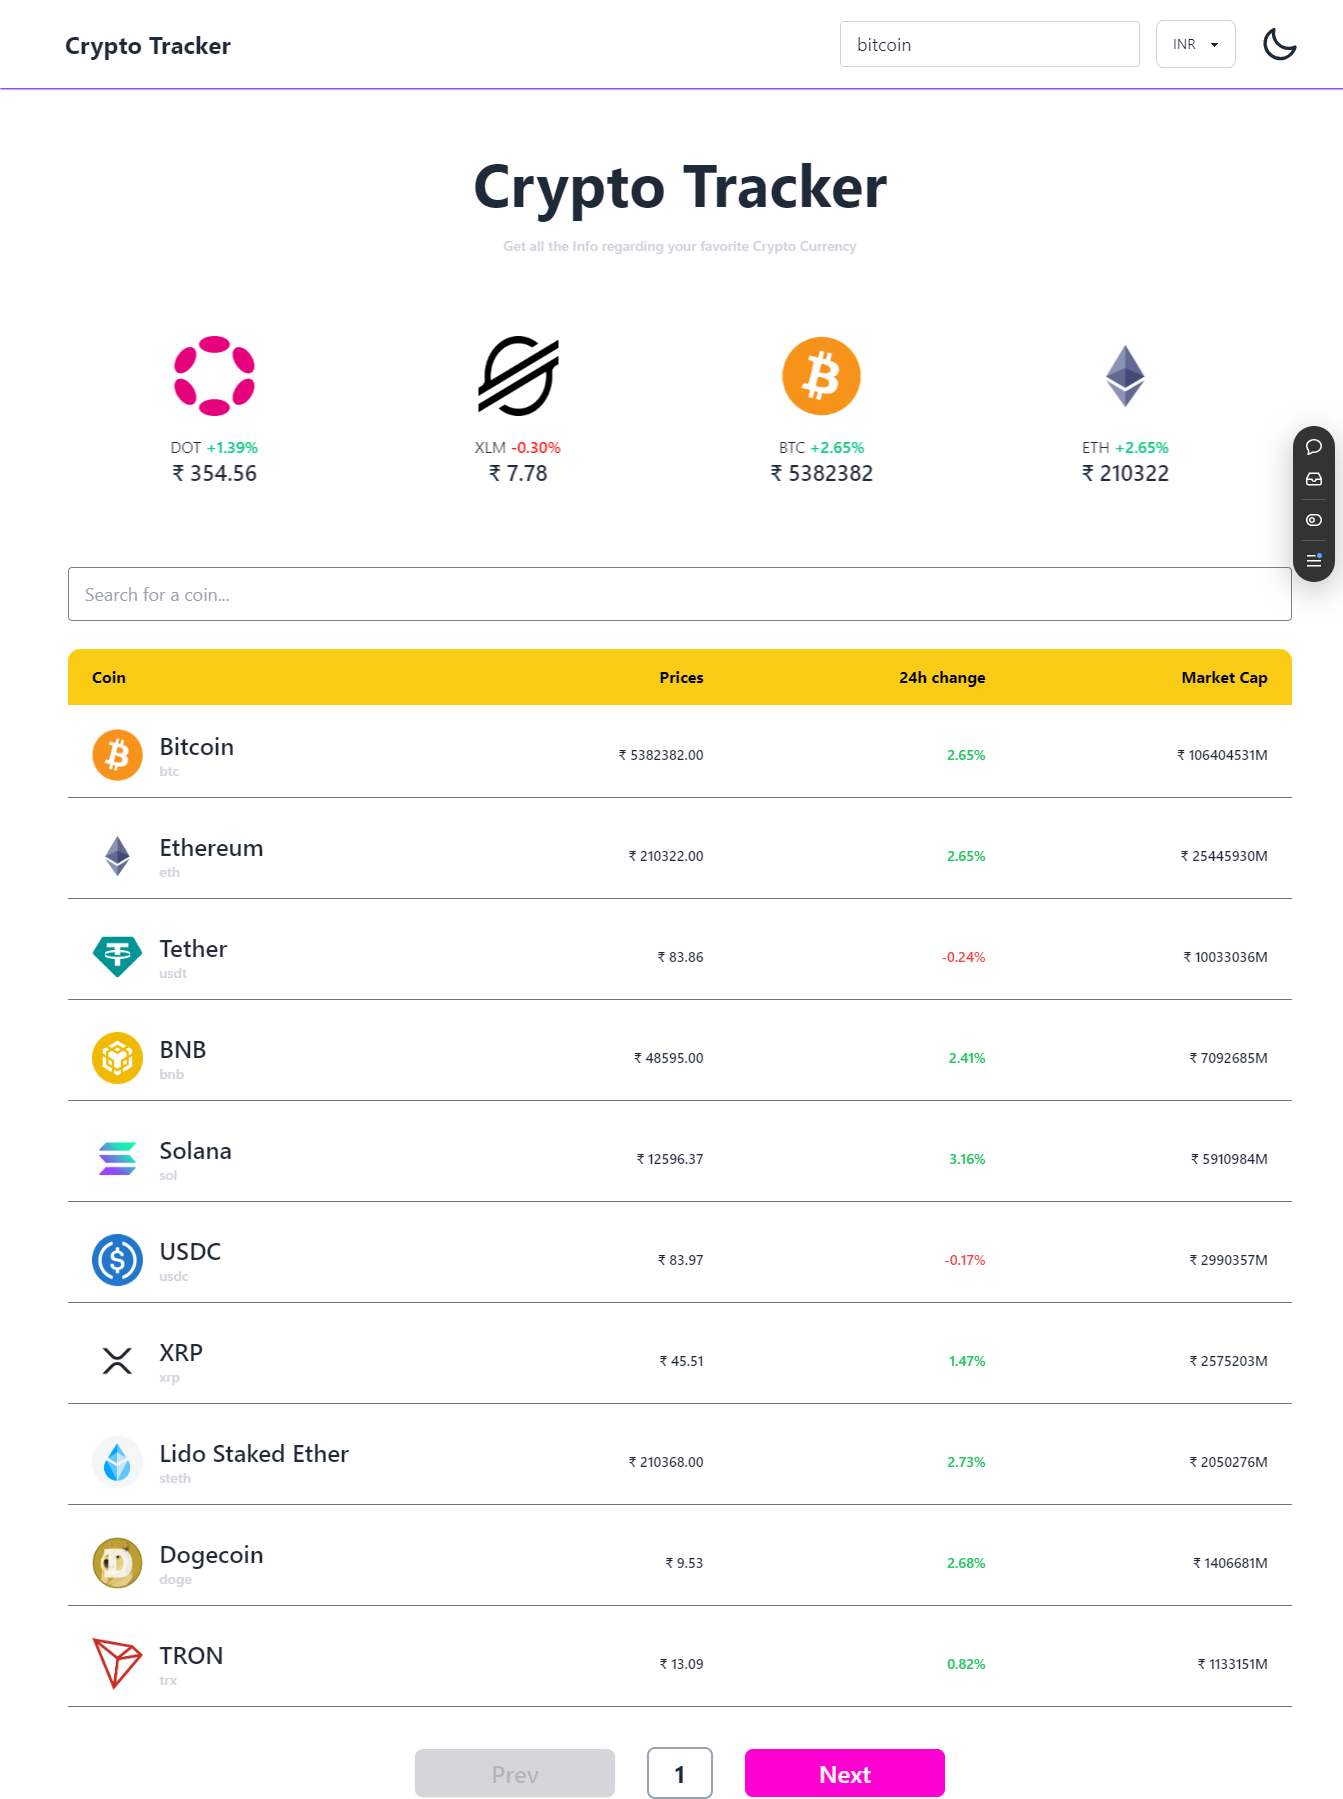 Crypto Tracker
bitcoin
INR
Crypto Tracker
Get all the Info regarding your favorite Crypto Currency
DOT +1.39%
₹ 354.56
XLM -0.30%
₹ 7.78
BTC +2.65%
₹ 5382382
ETH +2.65%
₹ 210322
Search for a coin...
Coin Prices 24h change Market Cap
Bitcoin
btc
₹ 5382382.00 2.65% ₹ 106404531M
Ethereum
eth
₹ 210322.00 2.65% ₹ 25445930M
Tether
usdt
₹ 83.86 -0.24% ₹ 10033036M
BNB
bnb
₹ 48595.00 2.41% ₹ 7092685M
Solana
sol
₹ 12596.37 3.16% ₹ 5910984M
USDC
usdc
₹ 83.97 -0.17% ₹ 2990357M
XRP
xrp
₹ 45.51 1.47% ₹ 2575203M
Lido Staked Ether
steth
₹ 210368.00 2.73% ₹ 2050276M
Dogecoin
doge
₹ 9.53 2.68% ₹ 1406681M
TRON
trx
₹ 13.09 0.82% ₹ 1133151M
Prev 1 Next